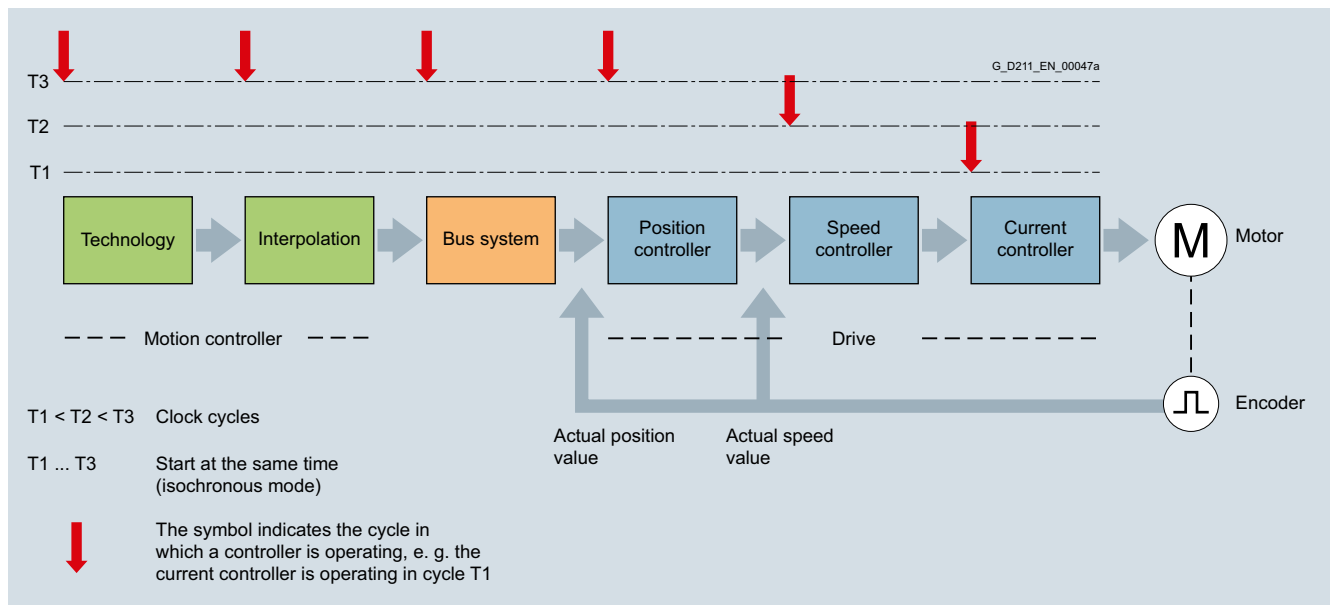 G_D211_EN_00047a
T3
T2
T1
Technology
Interpolation
Bus system
Position
controller
Speed
controller
Current
controller
M
Motor
Motion controller
Drive
Encoder
T1 < T2 < T3 Clock cycles
Actual position
value
Actual speed
value
T1 ... T3 Start at the same time
(isochronous mode)
The symbol indicates the cycle in
which a controller is operating, e. g. the
current controller is operating in cycle T1